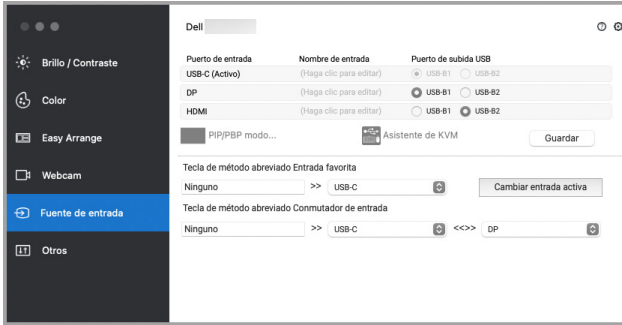 Dell
Brillo / Contraste
Color
Easy Arrange
Webcam
Fuente de entrada
Otros
Puerto de entrada Nombre de entrada Puerto de subida USB
USB-C (Activo) (Haga clic para editar) USB-B1 USB-B2
DP (Haga clic para editar) USB-B1 USB-B2
HDMI (Haga clic para editar) USB-B1 USB-B2
PIP/PBP modo... Asistente de KVM Guardar
Tecla de método abreviado Entrada favorita
Ninguno >> USB-C Cambiar entrada activa
Tecla de método abreviado Conmutador de entrada
Ninguno >> USB-C <<>> DP